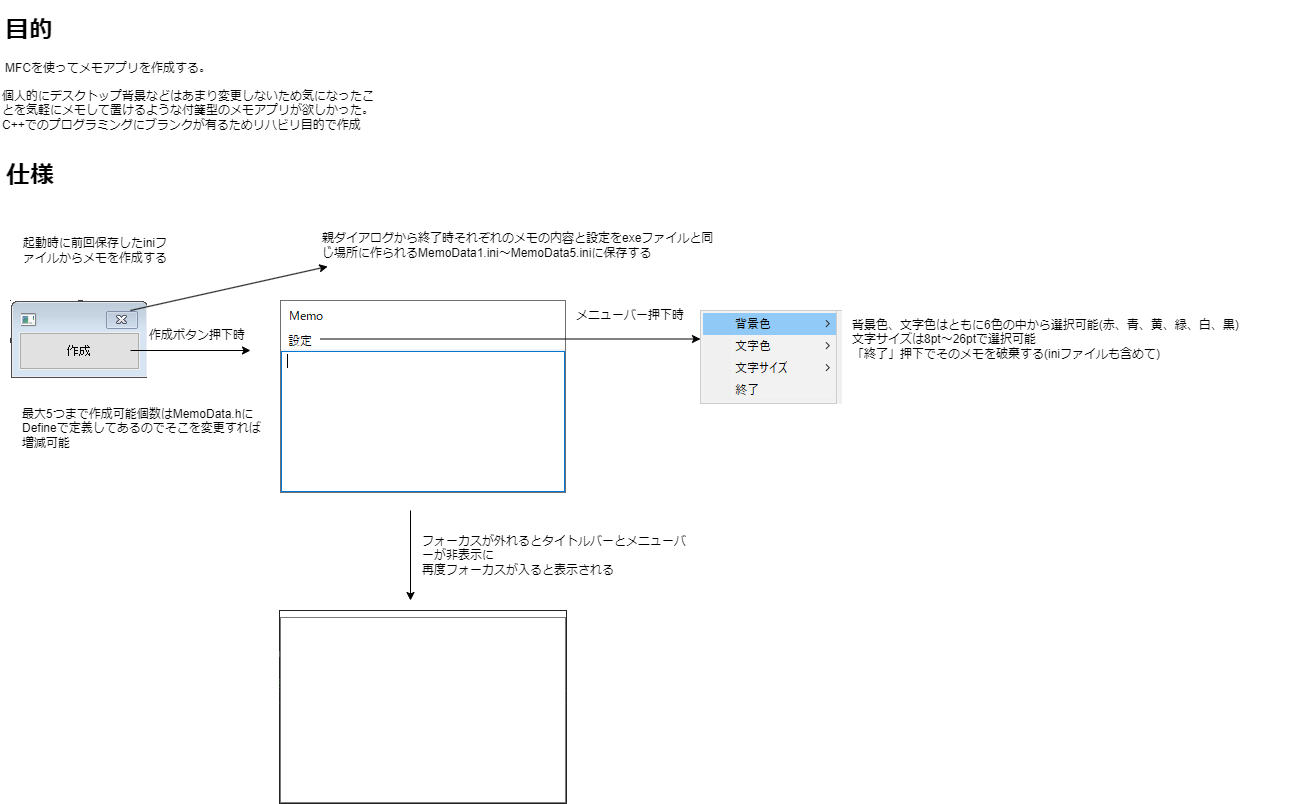 目的
MFCを使ってメモアプリを作成する。
個人的にデスクトップ背景などはあまり変更しないため気になったこ
とを気軽にメモして置けるような付箋型のメモアプリが欲しかった。
C++でのプログラミングにブランクが有るためリハビリ目的で作成
仕様
起動時に前回保存したiniフ
ァイルからメモを作成する
親ダイアログから終了時それぞれのメモの内容と設定をexeファイルと同
じ場所に作られるMemoData1.ini～MemoData5.iniに保存する
作成
作成ボタン押下時
Memo
設定
メニューバー押下時
背景色
文字色
文字サイズ
終了
背景色、文字色はともに6色の中から選択可能(赤、青、黄、緑、白、黒)
文字サイズは8pt～26ptで選択可能
「終了」押下でそのメモを破棄する(iniファイルも含めて)
最大5つまで作成可能個数はMemoData.hに
Defineで定義してあるのでそこを変更すれば
増減可能
フォーカスが外れるとタイトルバーとメニューバ
ーが非表示に
再度フォーカスが入ると表示される